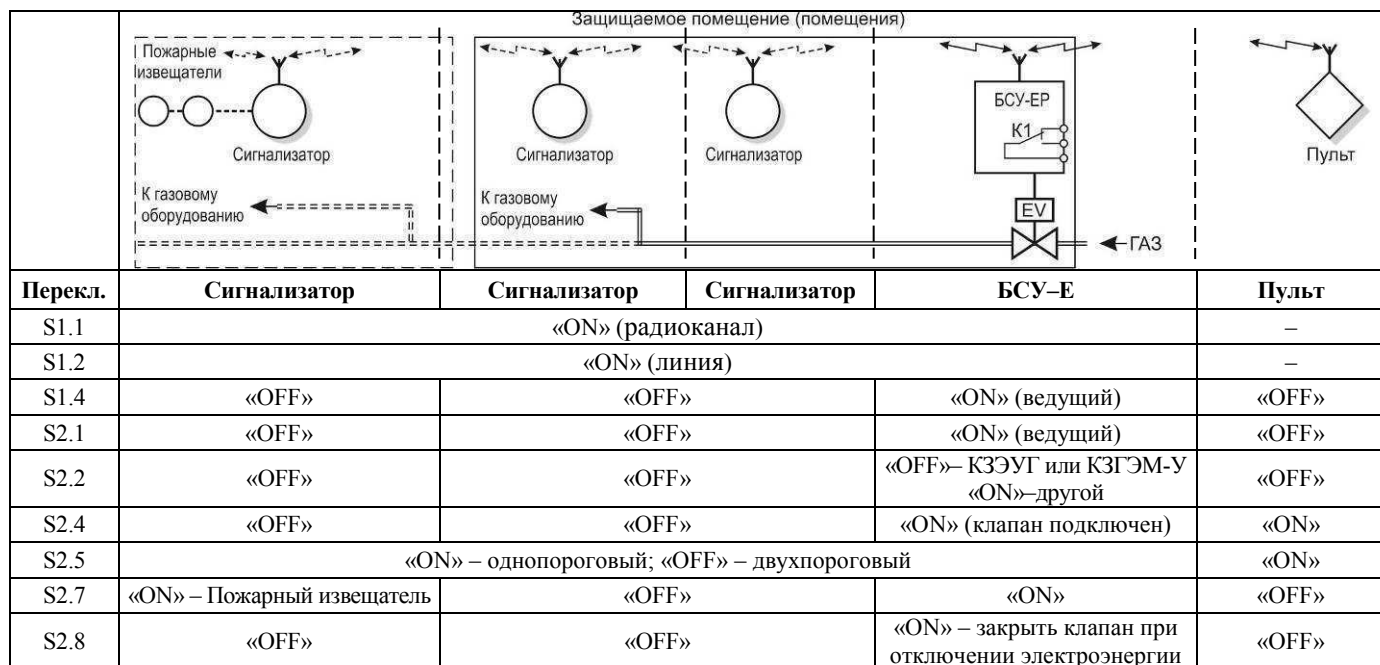 Защищаемое помещение (помещения)
Пожарные
извещатели
Сигнализатор
К газовому
оборудованию
Сигнализатор
К газовому
оборудованию
Сигнализатор
БСУ-ЕР
К1
EV
ГАЗ
Пульт
Перекл. Сигнализатор Сигнализатор Сигнализатор БСУ–Е Пульт
S1.1 «ON» (радиоканал) –
S1.2 «ON» (линия) –
S1.4 «OFF» «OFF» «ON» (ведущий) «OFF»
S2.1 «OFF» «OFF» «ON» (ведущий) «OFF»
S2.2 «OFF» «OFF» «OFF»– КЗЭУГ или КЗГЭМ-У «OFF»
«ON»–другой
S2.4 «OFF» «OFF» «ON» (клапан подключен) «ON»
S2.5 «ON» – однопороговый; «OFF» – двухпороговый «ON»
S2.7 «ON» – Пожарный извещатель «OFF» «ON» «OFF»
S2.8 «OFF» «OFF» «ON» – закрыть клапан при «OFF»
отключении электроэнергии